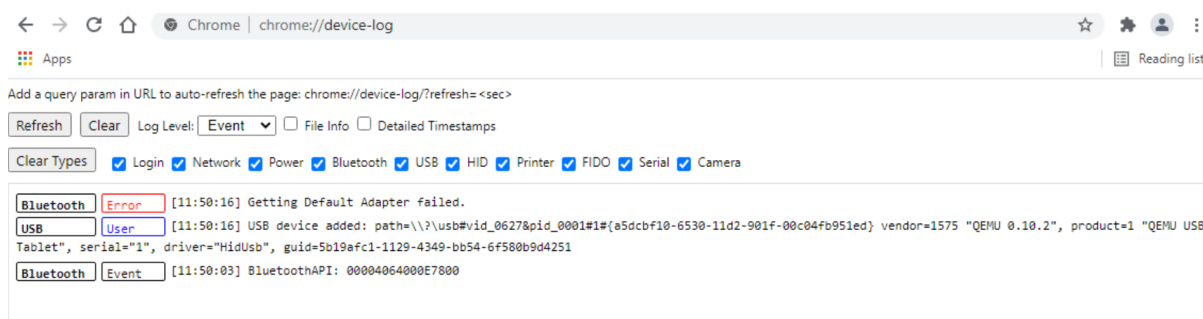 Chrome | chrome://device-log
Apps
Reading list
Add a query param in URL to auto-refresh the page: chrome://device-log/?refresh=<sec>
Refresh Clear Log Level: Event File Info Detailed Timestamps
Clear Types Login Network Power Bluetooth USB HID Printer FIDO Serial Camera
Bluetooth Error [11:50:16] Getting Default Adapter failed.
USB User [11:50:16] USB device added: path=\\?\usb#vid_0627&pid_0001#1#{a5dcbf10-6530-11d2-901f-00c04fb951ed} vendor=1575 "QEMU 0.10.2", product=1 "QEMU USB
Tablet", serial="1", driver="HidUsb", guid=5b19afc1-1129-4349-bb54-6f580b9d4251
Bluetooth Event [11:50:03] BluetoothAPI: 00004064000E7800